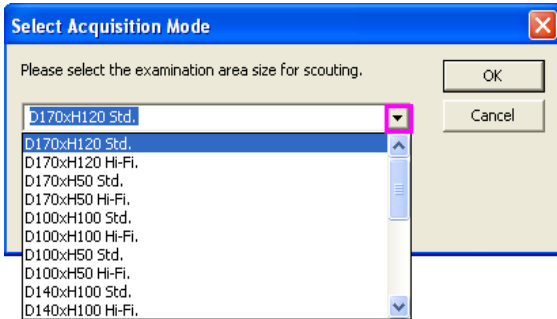 Select Acquisition Mode
Please select the examination area size for scouting.
OK
D170xH120 Std.
Cancel
D170xH120 Std.
D170xH120 Hi-Fi.
D170xH50 Std.
D170xH50 Hi-Fi.
D100xH100 Std.
D100xH100 Hi-Fi.
D100xH50 Std.
D100xH50 Hi-Fi.
D140xH100 Std.
D140xH100 Hi-Fi.